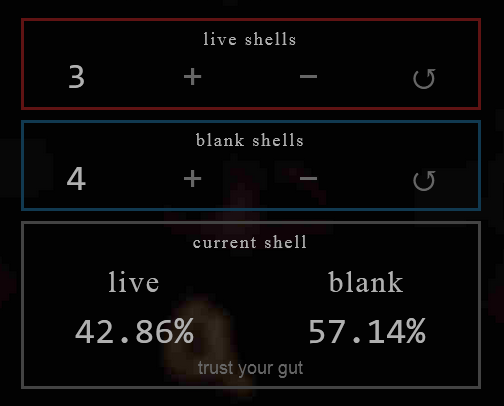 live shells
3 + − ↺
blank shells
4 + − ↺
current shell
live blank
42.86% 57.14%
trust your gut